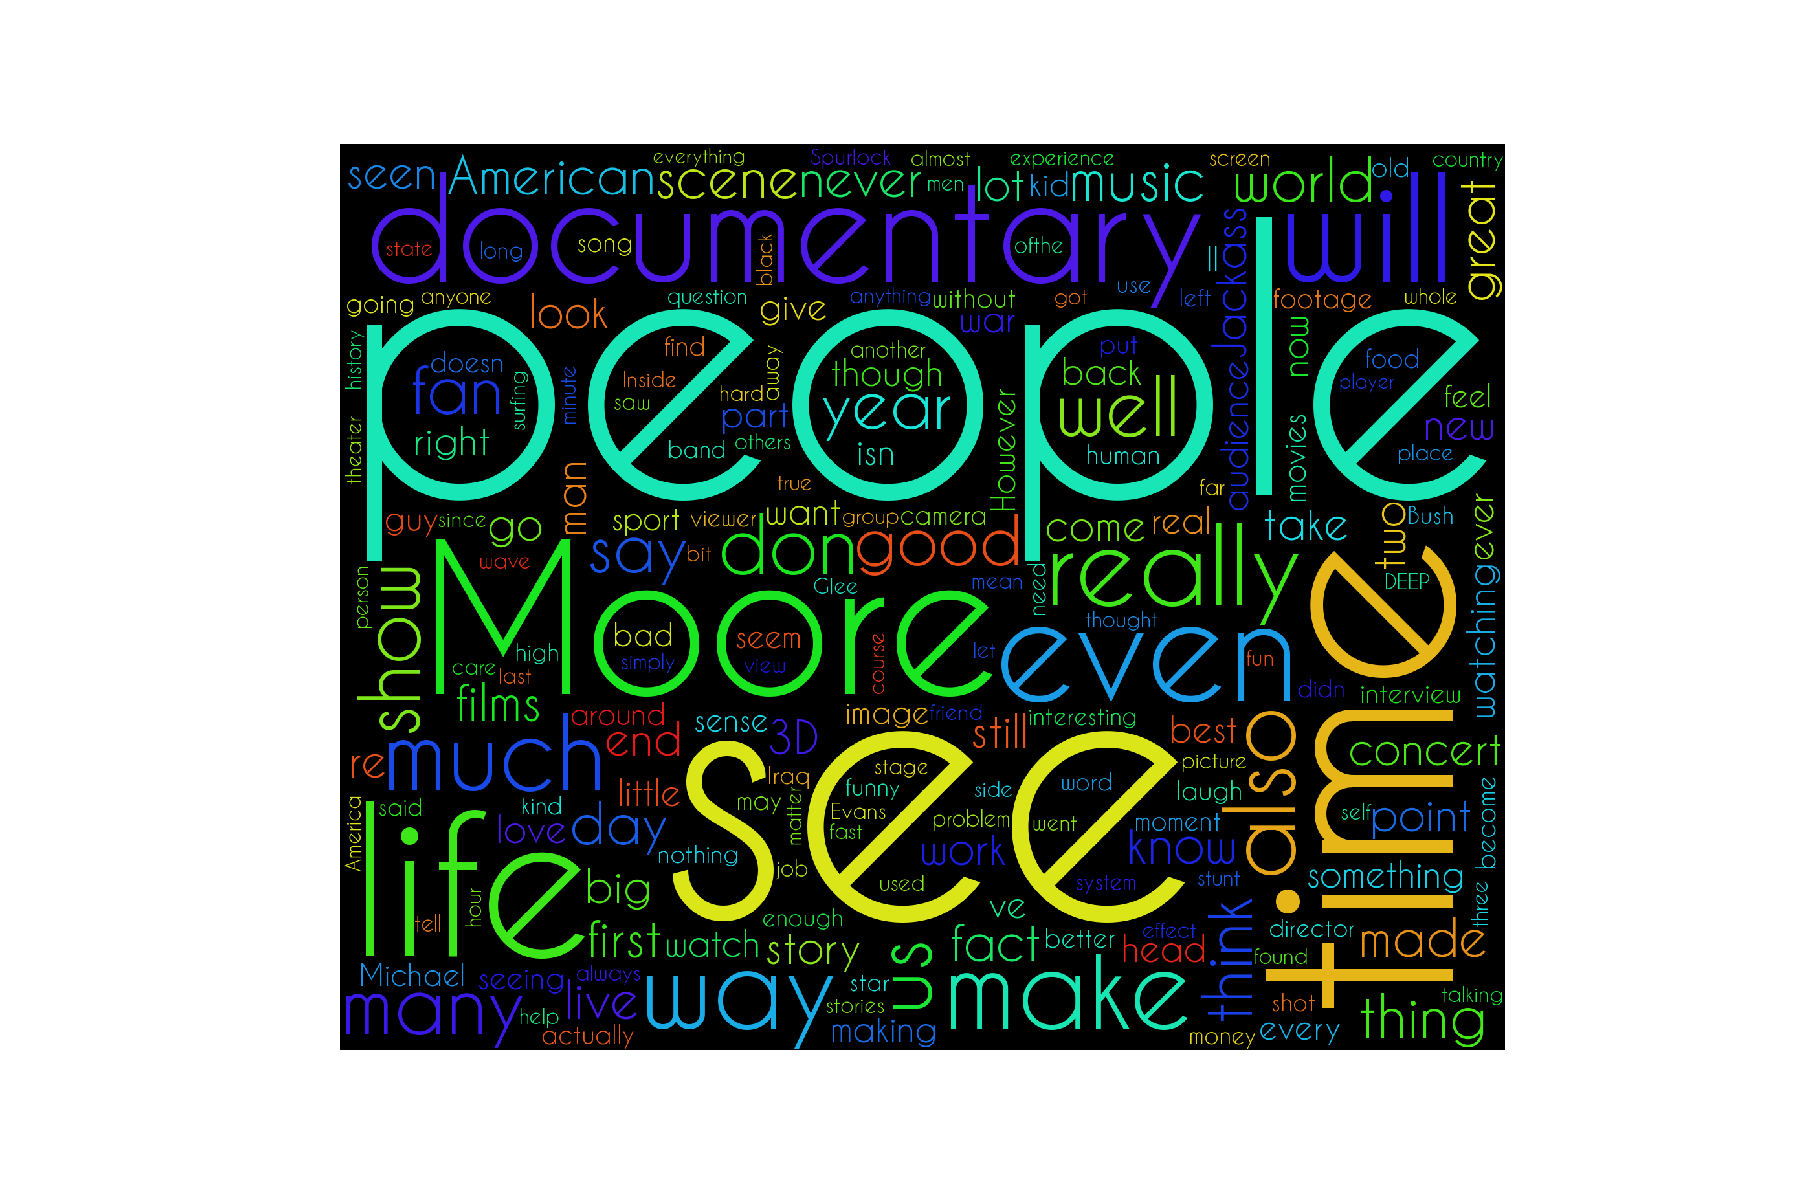 seen
American
scene
everything
never
Spurlock
almost
men
lot
experience
kid
music
screen
world
old
country
great
documentary
will
state
long
song
black
ofthe
ll
Jackass
going
anyone
look
question
give
anything
without
war
got
use
left
footage
whole
people
history
doesn
fan
right
surfing
minute
theater
find
Inside
saw
band
hard
away
part
others
another
though
year
isn
true
However
put
back
well
human
far
audience
now
movies
food
player
place
feel
new
guy
since
go
man
wave
sport
viewer
want
group
camera
say
bit
don
good
come
real
take
two
Bush
ever
really
DEEP
watching
person
show
Moore
Glee
mean
need
bad
simply
seem
view
course
care
last
high
films
let
even
thought
fun
didn
time
interview
around
end
sense
3D
image
friend
still
interesting
best
also
concert
re
much
little
see
Iraq
may
matter
stage
funny
Evans
fast
side
word
picture
laugh
America
said
life
kind
love
day
nothing
job
problem
went
moment
used
work
know
system
stunt
self
point
become
something
three
tell
hour
big
first
watch
enough
story
ve
us
fact
better
head
effect
think
director
found
made
Michael
seeing
always
many
help
live
actually
way
star
stories
making
make
money
every
shot
thing
talking